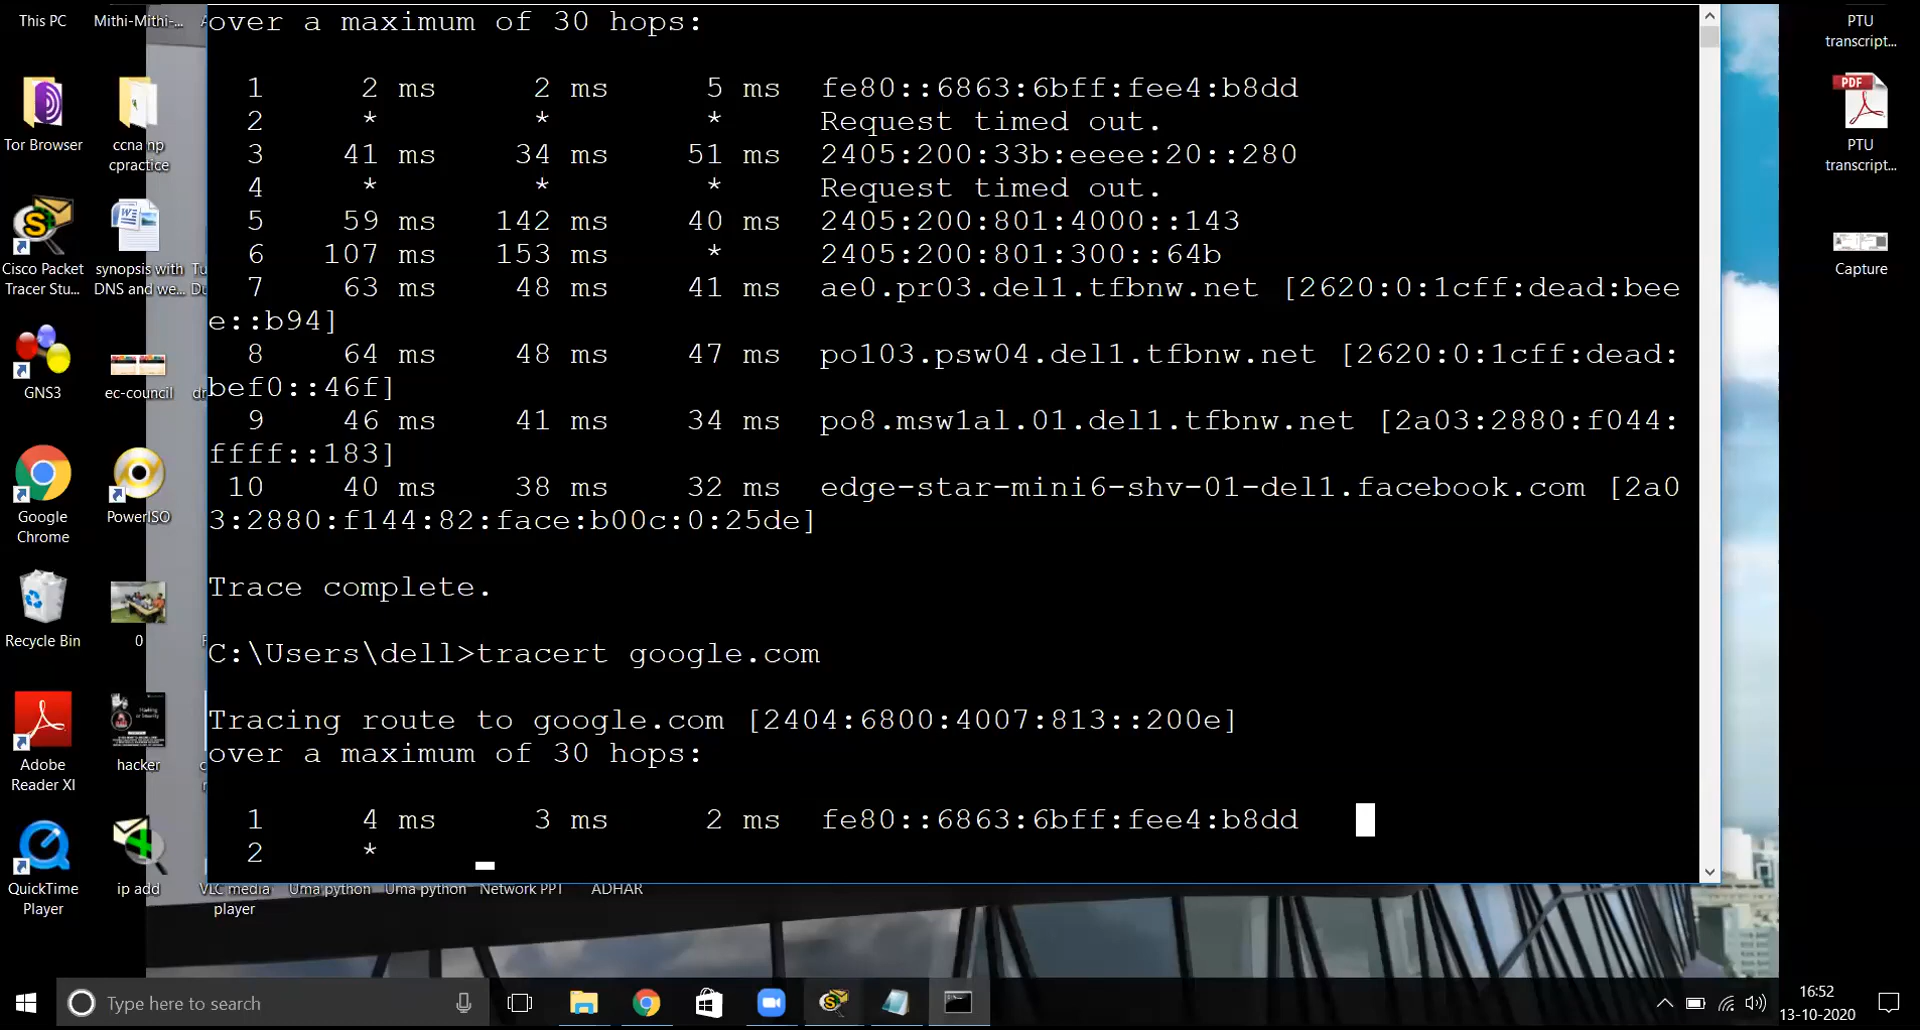 over a maximum of 30 hops:
1 2 ms 2 ms 5 ms fe80::6863:6bff:fee4:b8dd
2 * * * Request timed out.
3 41 ms 34 ms 51 ms 2405:200:33b:eeee:20::280
4 * * * Request timed out.
5 59 ms 142 ms 40 ms 2405:200:801:4000::143
6 107 ms 153 ms * 2405:200:801:300::64b
7 63 ms 48 ms 41 ms ae0.pr03.del1.tfbnw.net [2620:0:1cff:dead:bee
e::b94]
8 64 ms 48 ms 47 ms po103.psw04.del1.tfbnw.net [2620:0:1cff:dead:
bef0::46f]
9 46 ms 41 ms 34 ms po8.msw1al.01.del1.tfbnw.net [2a03:2880:f044:
ffff::183]
10 40 ms 38 ms 32 ms edge-star-mini6-shv-01-del1.facebook.com [2a0
3:2880:f144:82:face:b00c:0:25de]
Trace complete.
C:\Users\dell>tracert google.com
Tracing route to google.com [2404:6800:4007:813::200e]
over a maximum of 30 hops:
1 4 ms 3 ms 2 ms fe80::6863:6bff:fee4:b8dd
2 *
This PC
Mithi-Mithi-...
Tor Browser
ccna np
cpractice
Cisco Packet
Tracer Stu...
synopsis with
DNS and we...
GNS3
ec-council
Google
Chrome
PowerISO
Recycle Bin
0
Adobe
Reader XI
hacker
QuickTime
Player
ip add
VLC media
player
Uma python
Uma python
Network PPT
ADHAR
PTU
transcript...
PDF
PTU
transcript...
Capture
Type here to search
16:52
13-10-2020